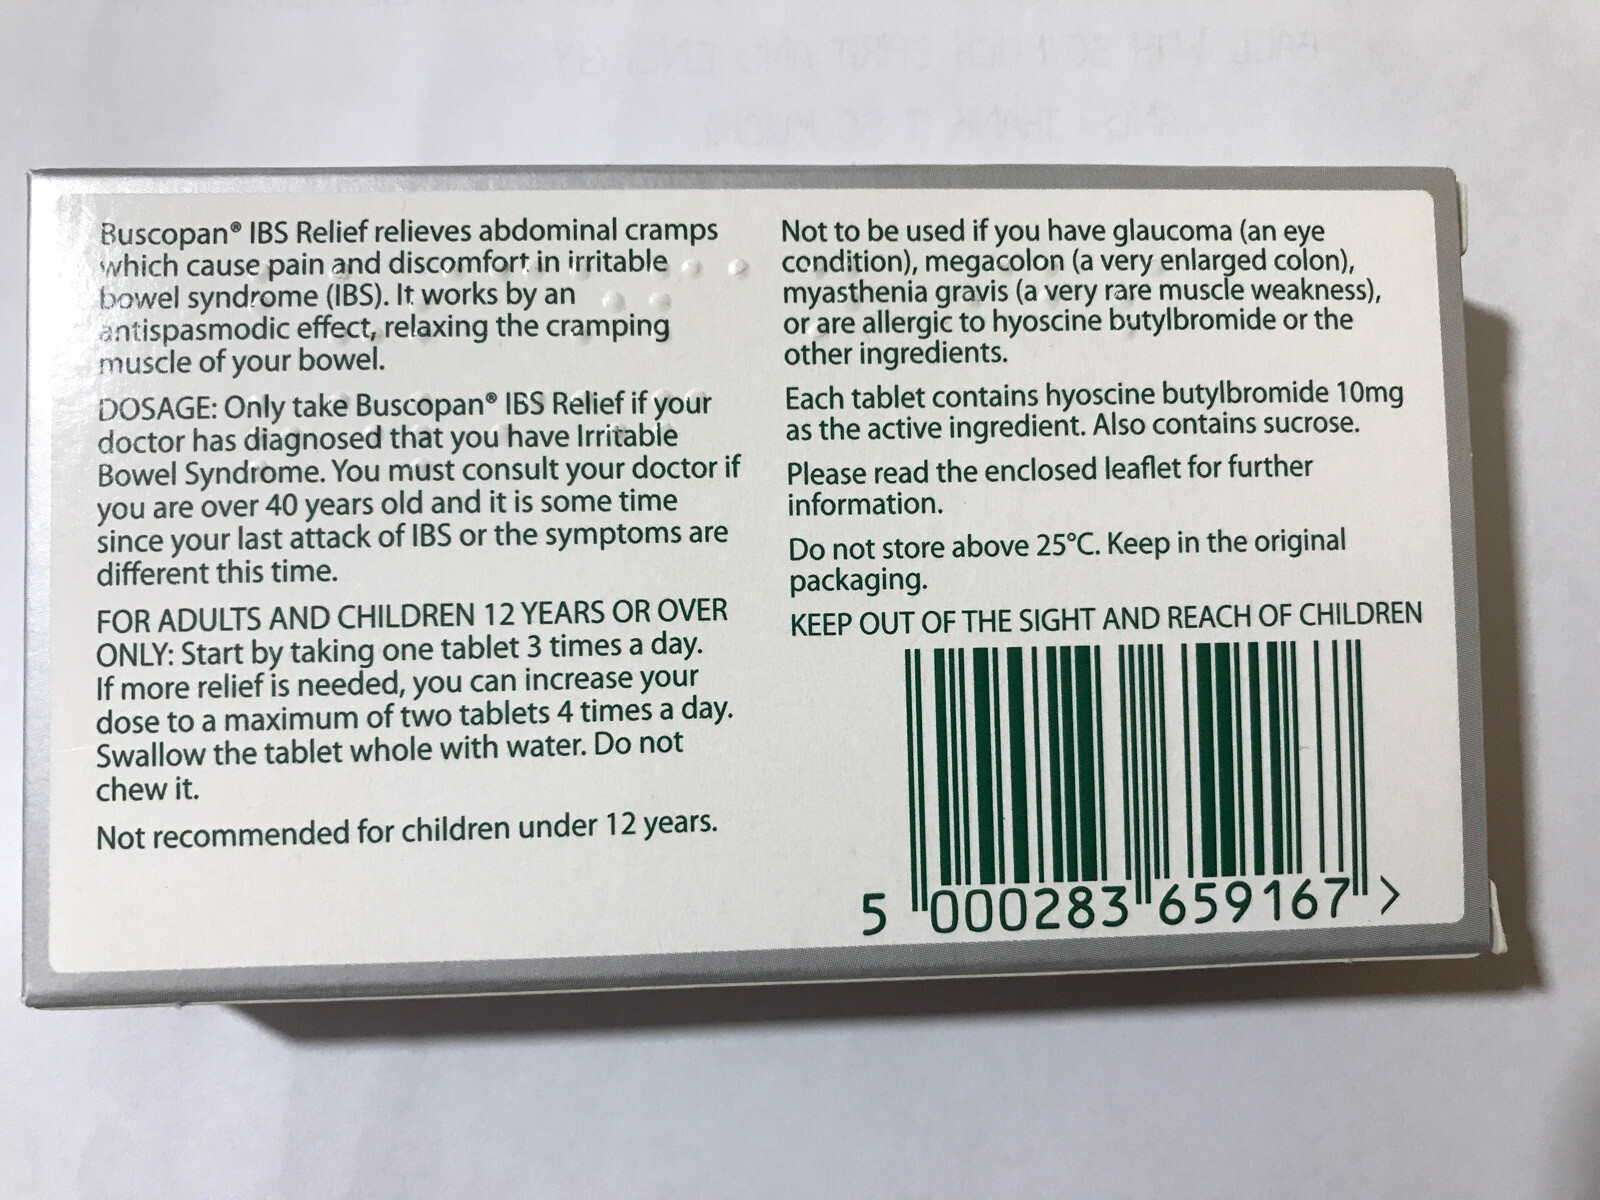 Buscopan® IBS Relief relieves abdominal cramps
which cause pain and discomfort in irritable
bowel syndrome (IBS). It works by an
antispasmodic effect, relaxing the cramping
muscle of your bowel.
DOSAGE: Only take Buscopan® IBS Relief if your
doctor has diagnosed that you have Irritable
Bowel Syndrome. You must consult your doctor if
you are over 40 years old and it is some time
since your last attack of IBS or the symptoms are
different this time.
FOR ADULTS AND CHILDREN 12 YEARS OR OVER
ONLY: Start by taking one tablet 3 times a day.
If more relief is needed, you can increase your
dose to a maximum of two tablets 4 times a day.
Swallow the tablet whole with water. Do not
chew it.
Not recommended for children under 12 years.
Not to be used if you have glaucoma (an eye
condition), megacolon (a very enlarged colon),
myasthenia gravis (a very rare muscle weakness),
or are allergic to hyoscine butylbromide or the
other ingredients.
Each tablet contains hyoscine butylbromide 10mg
as the active ingredient. Also contains sucrose.
Please read the enclosed leaflet for further
information.
Do not store above 25°C. Keep in the original
packaging.
KEEP OUT OF THE SIGHT AND REACH OF CHILDREN
5 000283 659167 >